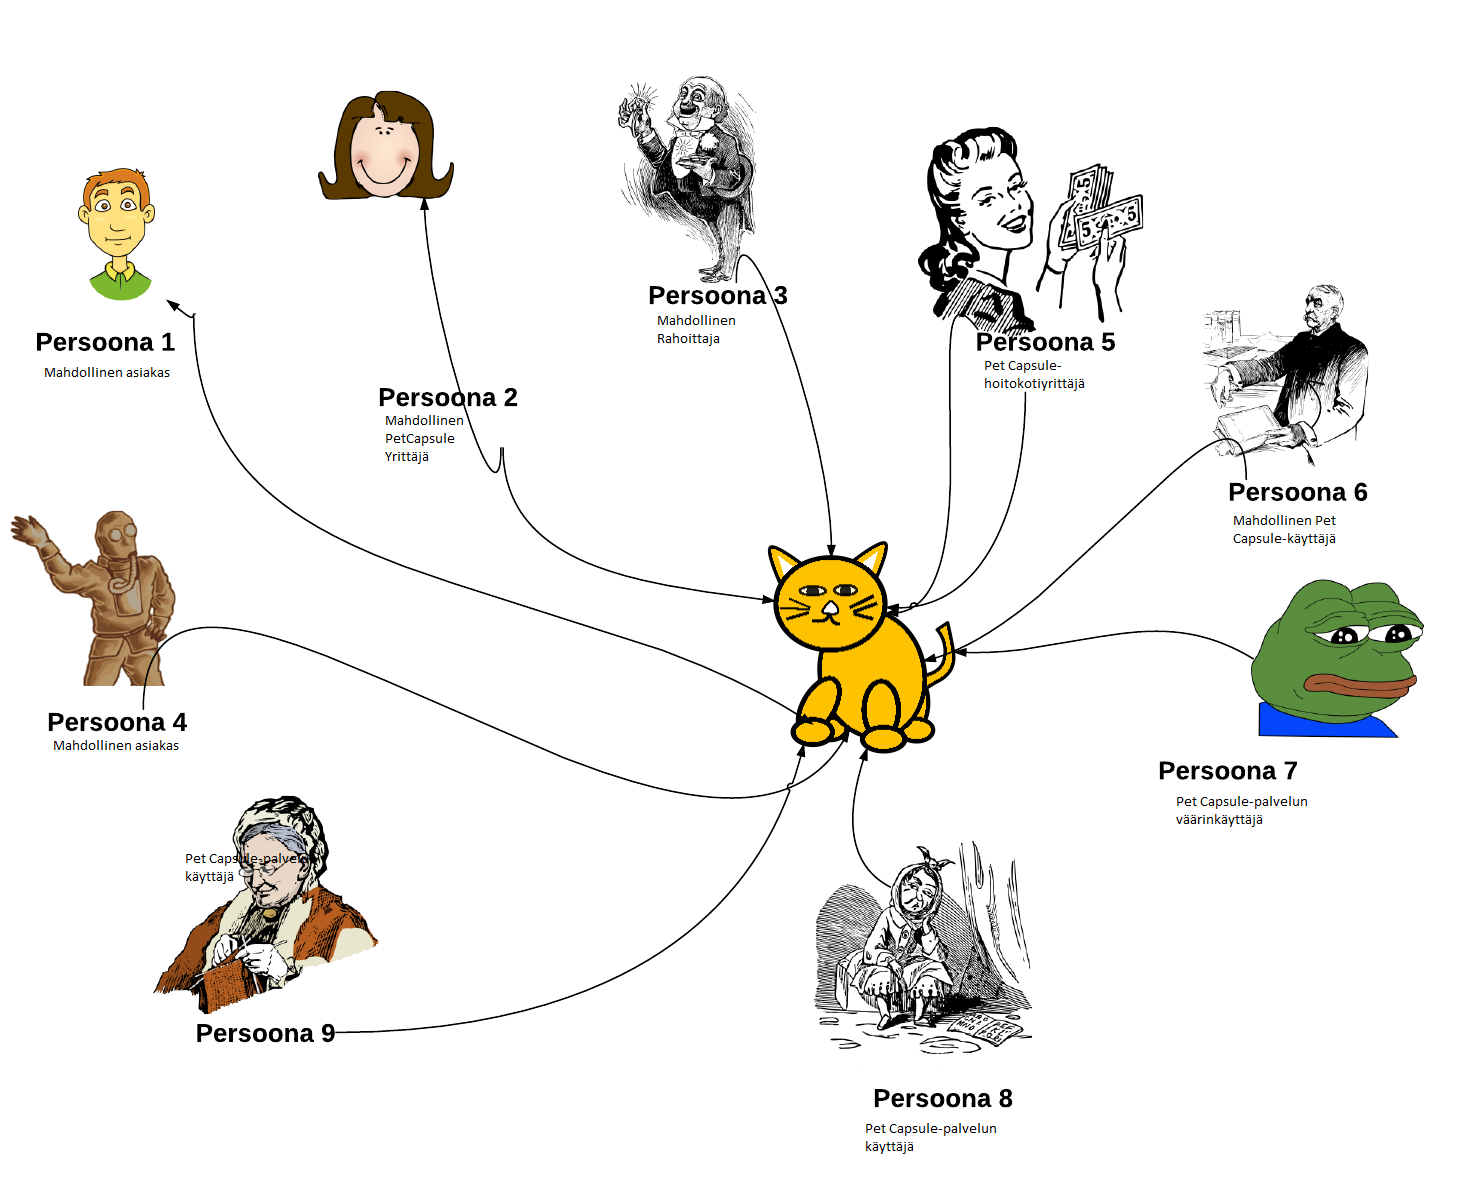 Persoona 1
Mahdollinen asiakas
Persoona 2
Mahdollinen
PetCapsule
Yrittäjä
Persoona 3
Mahdollinen
Rahoittaja
Persoona 5
Pet Capsule-
hoitokotiyrittäjä
Persoona 6
Mahdollinen Pet
Capsule-käyttäjä
Persoona 4
Mahdollinen asiakas
Persoona 7
Pet Capsule-palvelun
väärinkäyttäjä
Pet Capsule-palvelun
käyttäjä
Persoona 9
Persoona 8
Pet Capsule-palvelun
käyttäjä